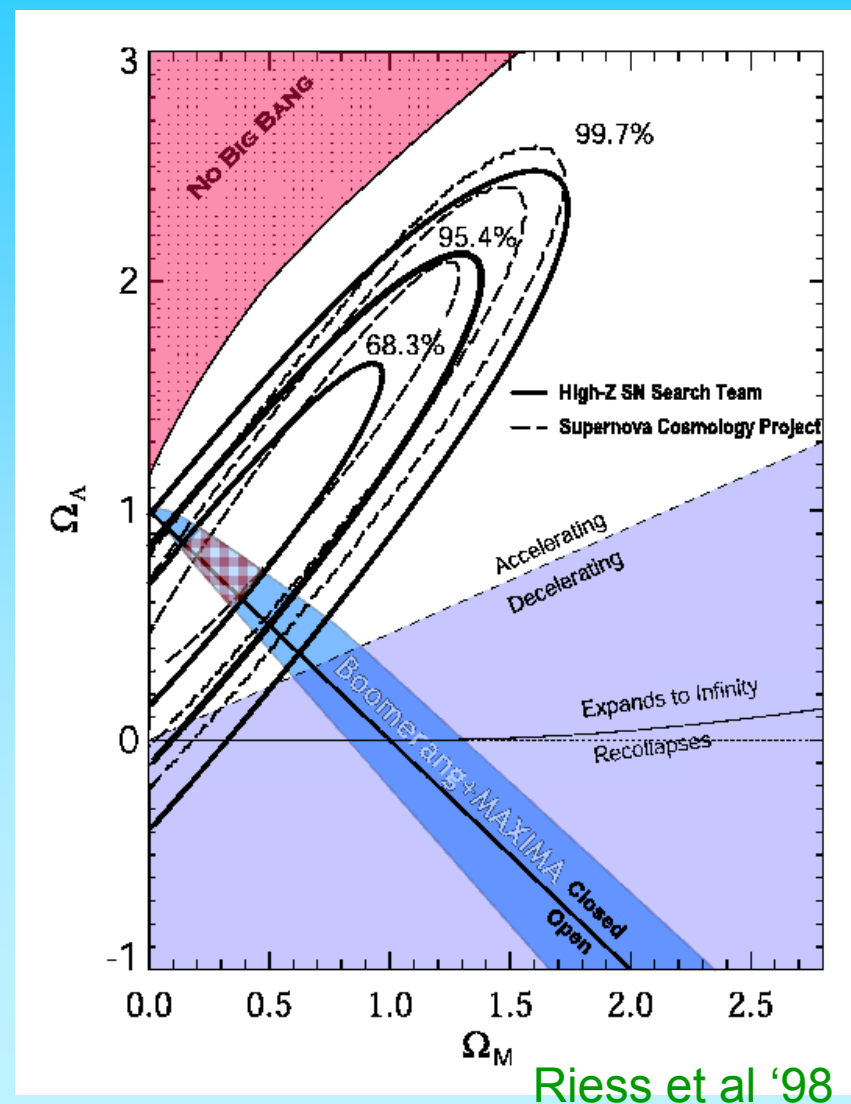 3
2
1
0
-1
Ω_Λ
NO BIG BANG
99.7%
95.4%
68.3%
High-Z SN Search Team
Supernova Cosmology Project
Accelerating
Decelerating
Expands to Infinity
Recollapses
Boomerang+MAXIMA
Closed
Open
0.0 0.5 1.0 1.5 2.0 2.5
Ω_M
Riess et al ‘98